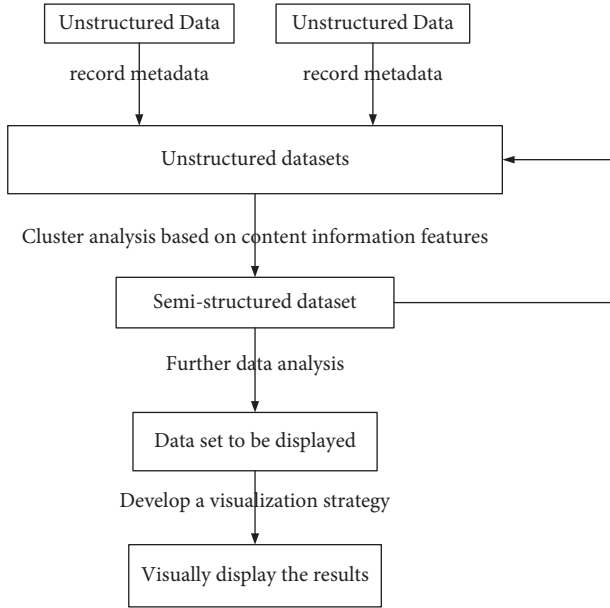 Unstructured Data
Unstructured Data
record metadata
record metadata
Unstructured datasets
Cluster analysis based on content information features
Semi-structured dataset
Further data analysis
Data set to be displayed
Develop a visualization strategy
Visually display the results